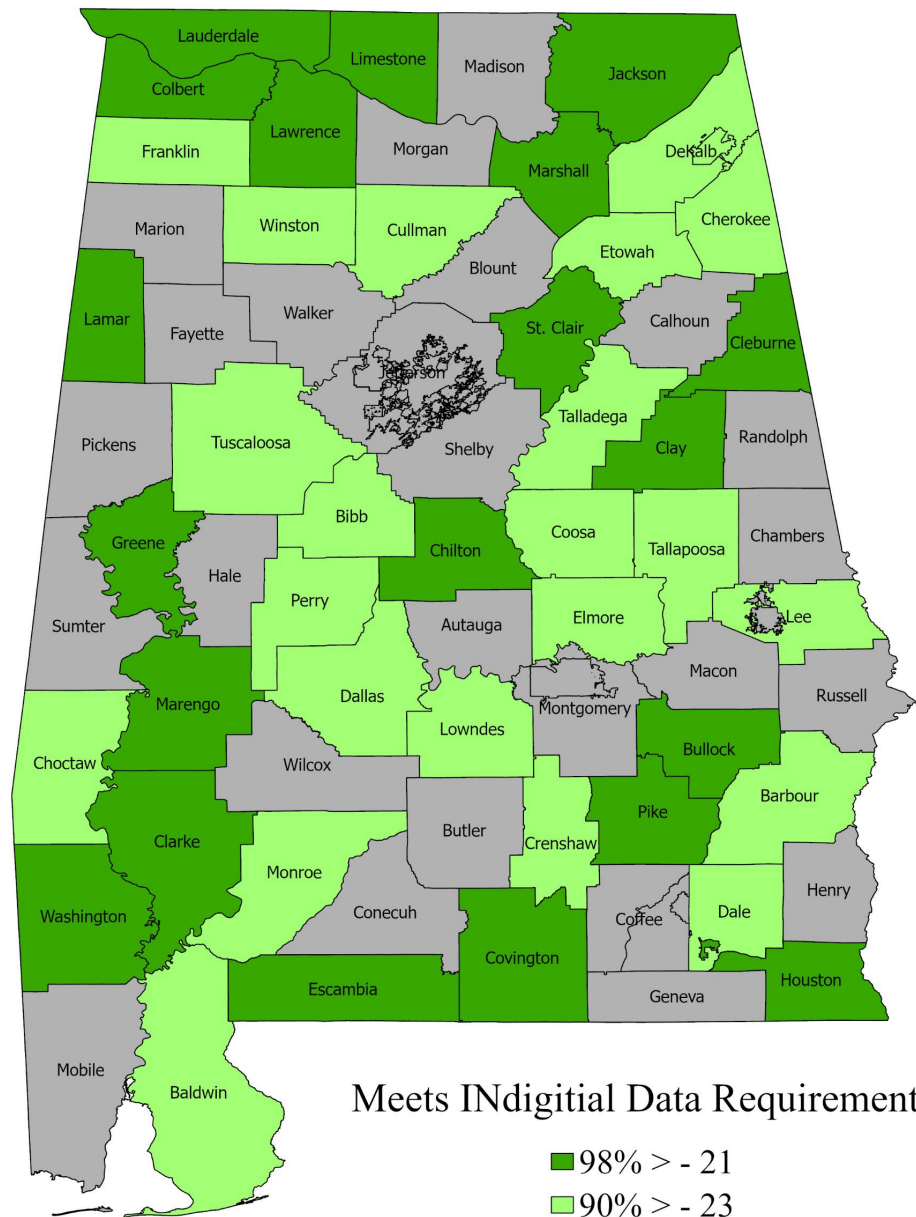 Lauderdale
Limestone
Madison
Jackson
Colbert
Lawrence
Franklin
Morgan
Marshall
DeKalb
Marion
Winston
Cullman
Cherokee
Blount
Etowah
Lamar
Fayette
Walker
St. Clair
Calhoun
Cleburne
Jefferson
Pickens
Tuscaloosa
Shelby
Talladega
Clay
Randolph
Bibb
Greene
Hale
Chilton
Coosa
Tallapoosa
Chambers
Sumter
Perry
Autauga
Elmore
Lee
Macon
Marengo
Dallas
Montgomery
Russell
Choctaw
Lowndes
Bullock
Wilcox
Barbour
Clarke
Butler
Crenshaw
Pike
Monroe
Washington
Conecuh
Coffee
Dale
Henry
Covington
Escambia
Geneva
Houston
Mobile
Baldwin
Meets INdigitial Data Requirement
98% > - 21
90% > - 23